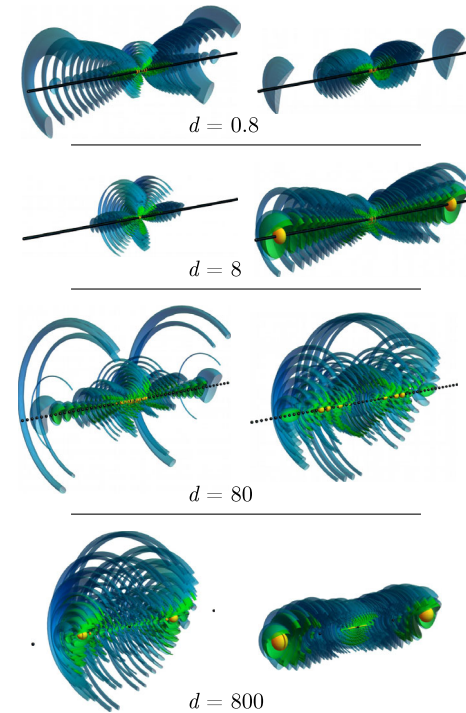 d = 0.8
d = 8
d = 80
d = 800